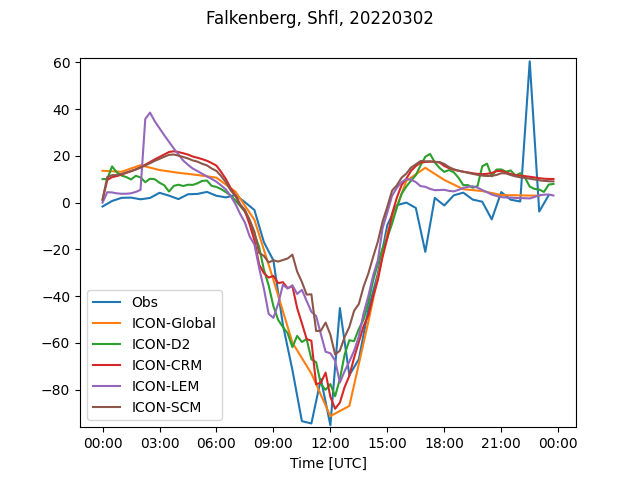 Falkenberg, Shfl, 20220302
60
40
20
0
−20
−40
−60
−80
Obs
ICON-Global
ICON-D2
ICON-CRM
ICON-LEM
ICON-SCM
00:00 03:00 06:00 09:00 12:00 15:00 18:00 21:00 00:00
Time [UTC]